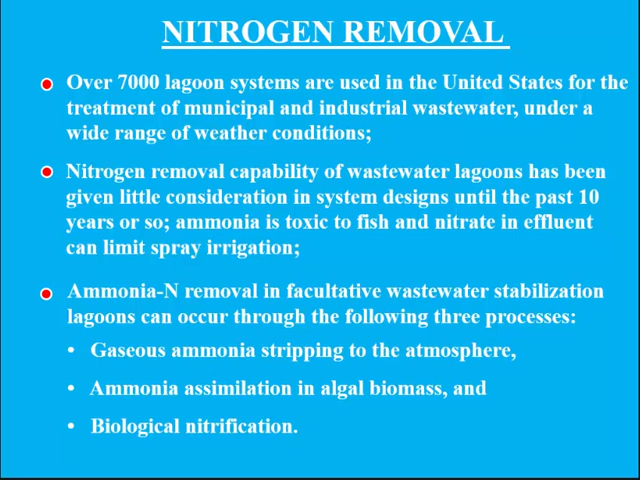 NITROGEN REMOVAL
Over 7000 lagoon systems are used in the United States for the
treatment of municipal and industrial wastewater, under a
wide range of weather conditions;
Nitrogen removal capability of wastewater lagoons has been
given little consideration in system designs until the past 10
years or so; ammonia is toxic to fish and nitrate in effluent
can limit spray irrigation;
Ammonia-N removal in facultative wastewater stabilization
lagoons can occur through the following three processes:
• Gaseous ammonia stripping to the atmosphere,
• Ammonia assimilation in algal biomass, and
• Biological nitrification.